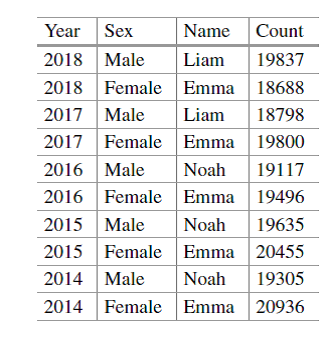 Year Sex Name Count
2018 Male Liam 19837
2018 Female Emma 18688
2017 Male Liam 18798
2017 Female Emma 19800
2016 Male Noah 19117
2016 Female Emma 19496
2015 Male Noah 19635
2015 Female Emma 20455
2014 Male Noah 19305
2014 Female Emma 20936